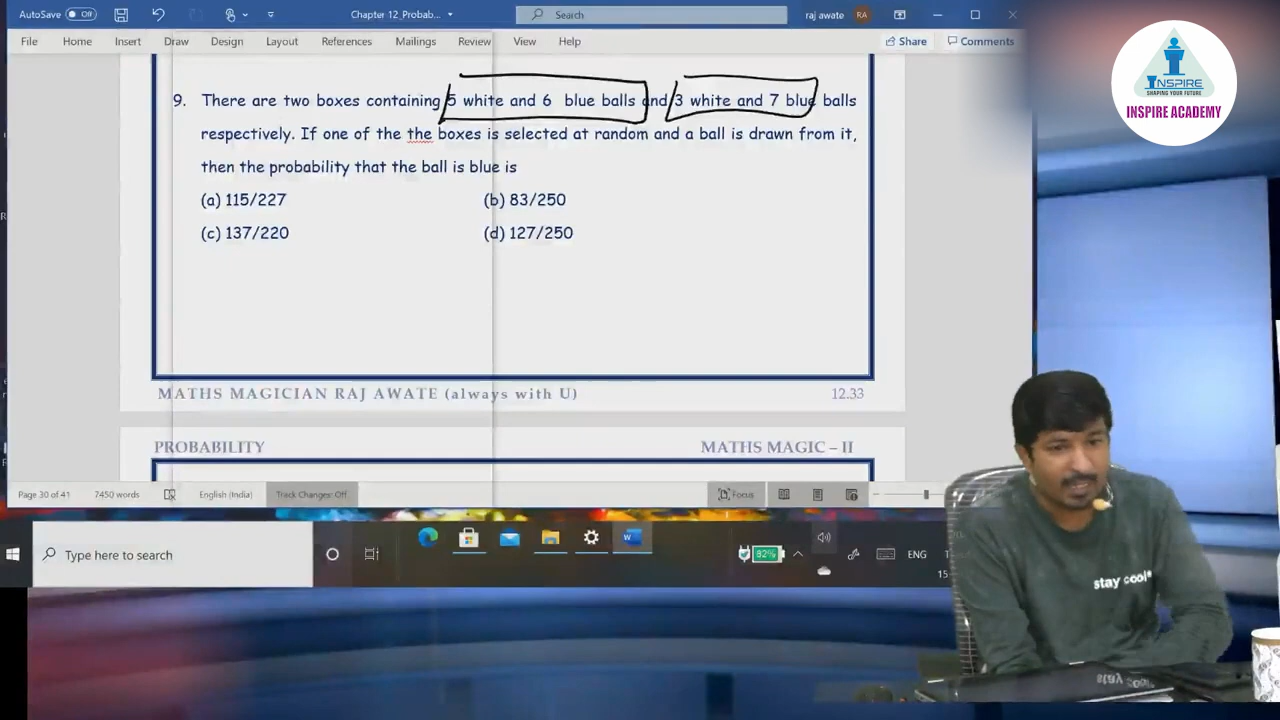 AutoSave Off Chapter 12_Probab... Search raj awate RA
File Home Insert Draw Design Layout References Mailings Review View Help Share Comments
INSPIRE
SHAPING YOUR FUTURE
INSPIRE ACADEMY
9. There are two boxes containing 5 white and 6 blue balls and 3 white and 7 blue balls
respectively. If one of the the boxes is selected at random and a ball is drawn from it,
then the probability that the ball is blue is
(a) 115/227 (b) 83/250
(c) 137/220 (d) 127/250
MATHS MAGICIAN RAJ AWATE (always with U) 12.33
PROBABILITY MATHS MAGIC – II
Page 30 of 41 7450 words English (India) Track Changes: Off Focus
Type here to search 92% ENG
15-
stay cool*